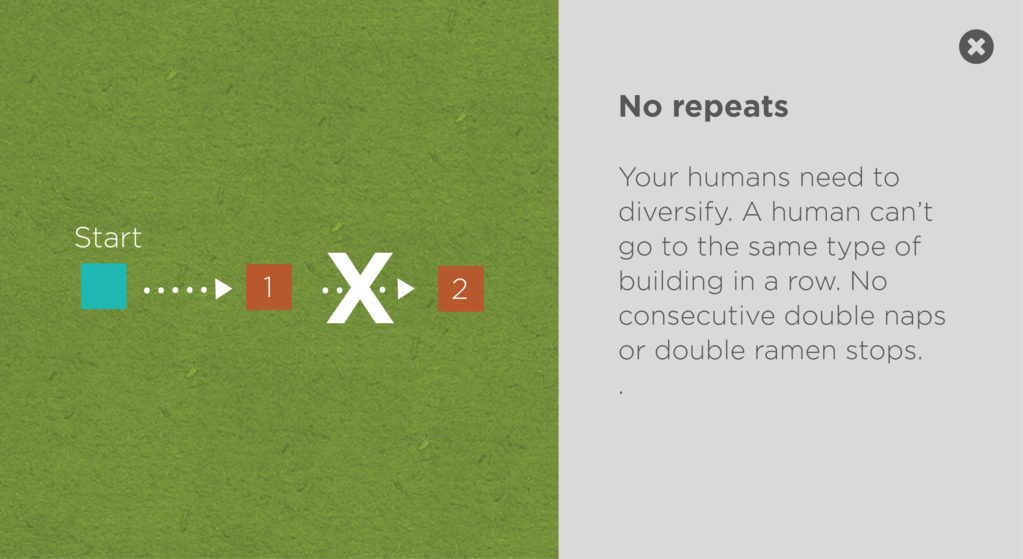 No repeats
Your humans need to
diversify. A human can’t
go to the same type of
building in a row. No
consecutive double naps
or double ramen stops.
.
Start
1
X
2